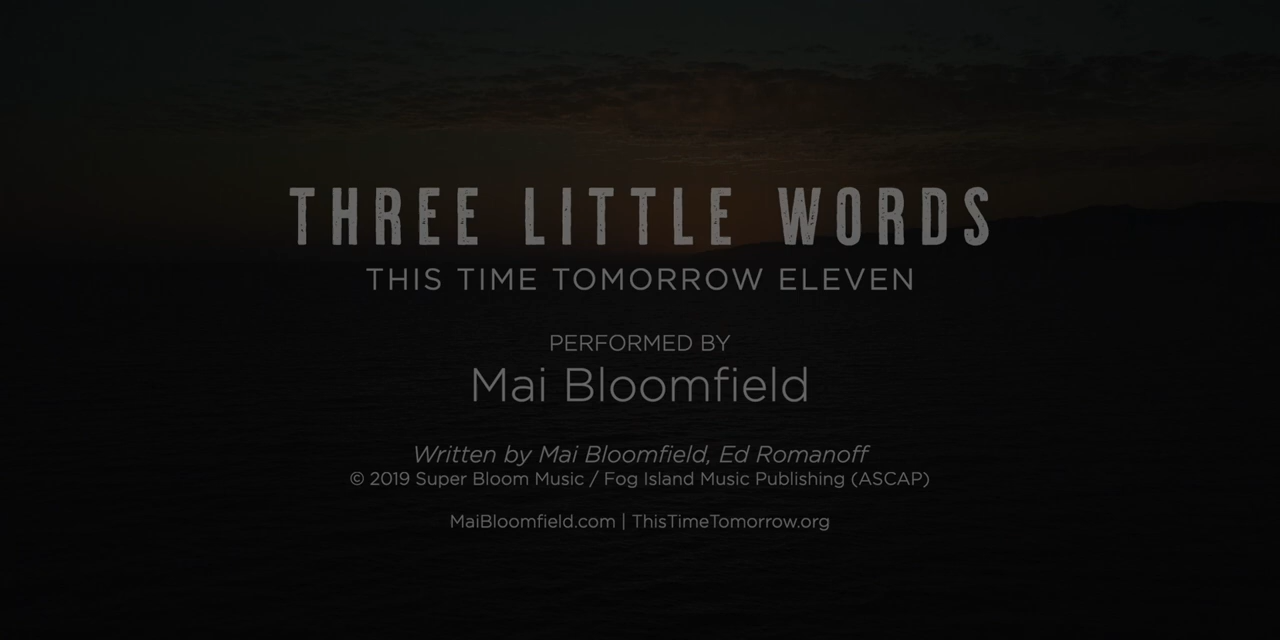 THREE LITTLE WORDS
THIS TIME TOMORROW ELEVEN
PERFORMED BY
Mai Bloomfield
Written by Mai Bloomfield, Ed Romanoff
© 2019 Super Bloom Music / Fog Island Music Publishing (ASCAP)
MaiBloomfield.com | ThisTimeTomorrow.org